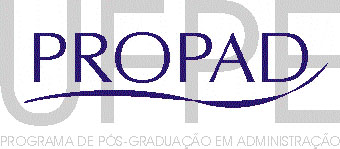 UFPE
PROPAD
PROGRAMA DE PÓS-GRADUAÇÃO EM ADMINISTRAÇÃO